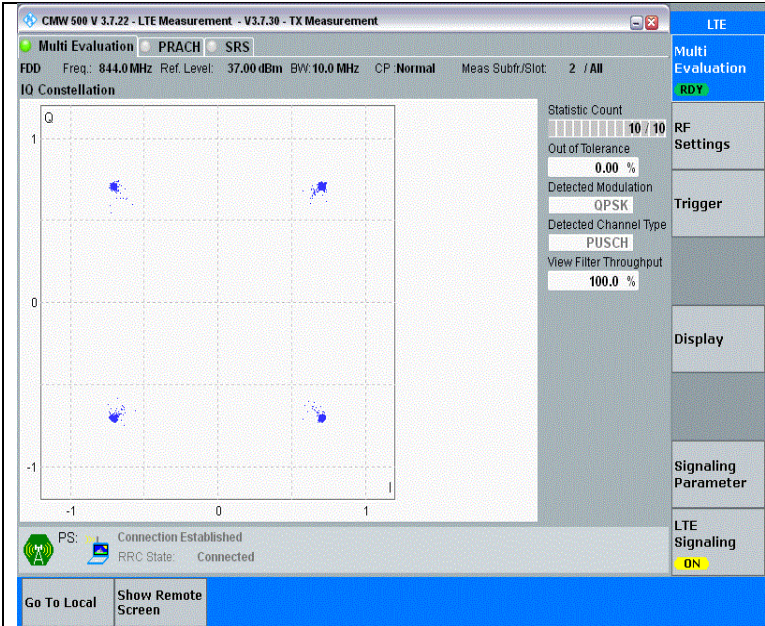 CMW 500 V 3.7.22 - LTE Measurement - V3.7.30 - TX Measurement
LTE
Multi Evaluation PRACH SRS
FDD Freq.: 844.0 MHz Ref. Level: 37.00 dBm BW: 10.0 MHz CP :Normal Meas Subfr./Slot: 2 / All
IQ Constellation
Q
1
0
-1
-1 0 1
I
Statistic Count
10 / 10
Out of Tolerance
0.00 %
Detected Modulation
QPSK
Detected Channel Type
PUSCH
View Filter Throughput
100.0 %
Multi
Evaluation
RDY
RF
Settings
Trigger
Display
Signaling
Parameter
LTE
Signaling
ON
PS: Connection Established
RRC State: Connected
Go To Local
Show Remote
Screen